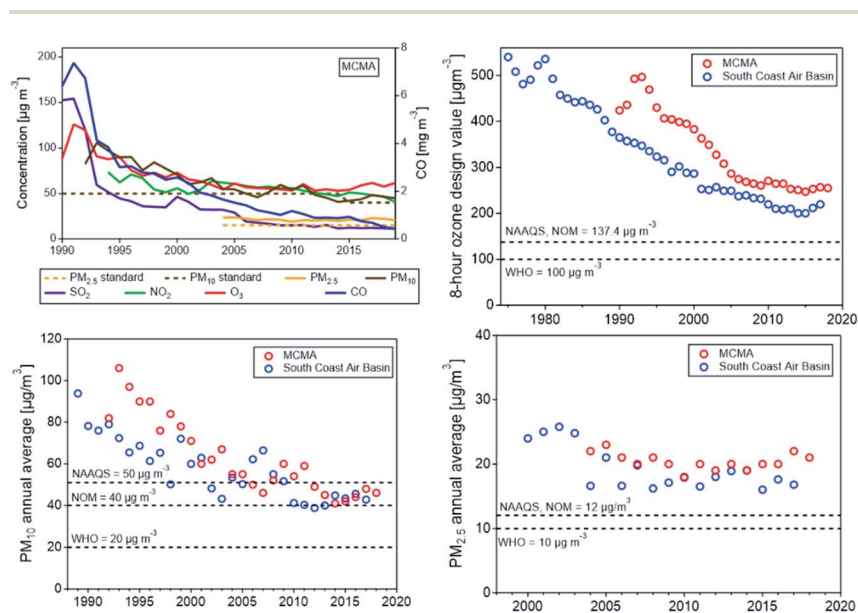 200
150
100
50
0
Concentration [µg m⁻³]
8
6
4
2
0
CO [mg m⁻³]
MCMA
1990
1995
2000
2005
2010
2015
PM2.5 standard
PM10 standard
PM2.5
PM10
SO2
NO2
O3
CO
500
400
300
200
100
0
8-hour ozone design value [µgm⁻³]
MCMA
South Coast Air Basin
NAAQS, NOM = 137.4 µg m⁻³
WHO = 100 µg m⁻³
1980
1990
2000
2010
2020
120
100
80
60
40
20
0
PM10 annual average [µg/m³]
MCMA
South Coast Air Basin
NAAQS = 50 µg m⁻³
NOM = 40 µg m⁻³
WHO = 20 µg m⁻³
1990
1995
2000
2005
2010
2015
2020
40
30
20
10
0
PM2.5 annual average [µg/m³]
MCMA
South Coast Air Basin
NAAQS, NOM = 12 µg/m³
WHO = 10 µg m⁻³
2000
2005
2010
2015
2020